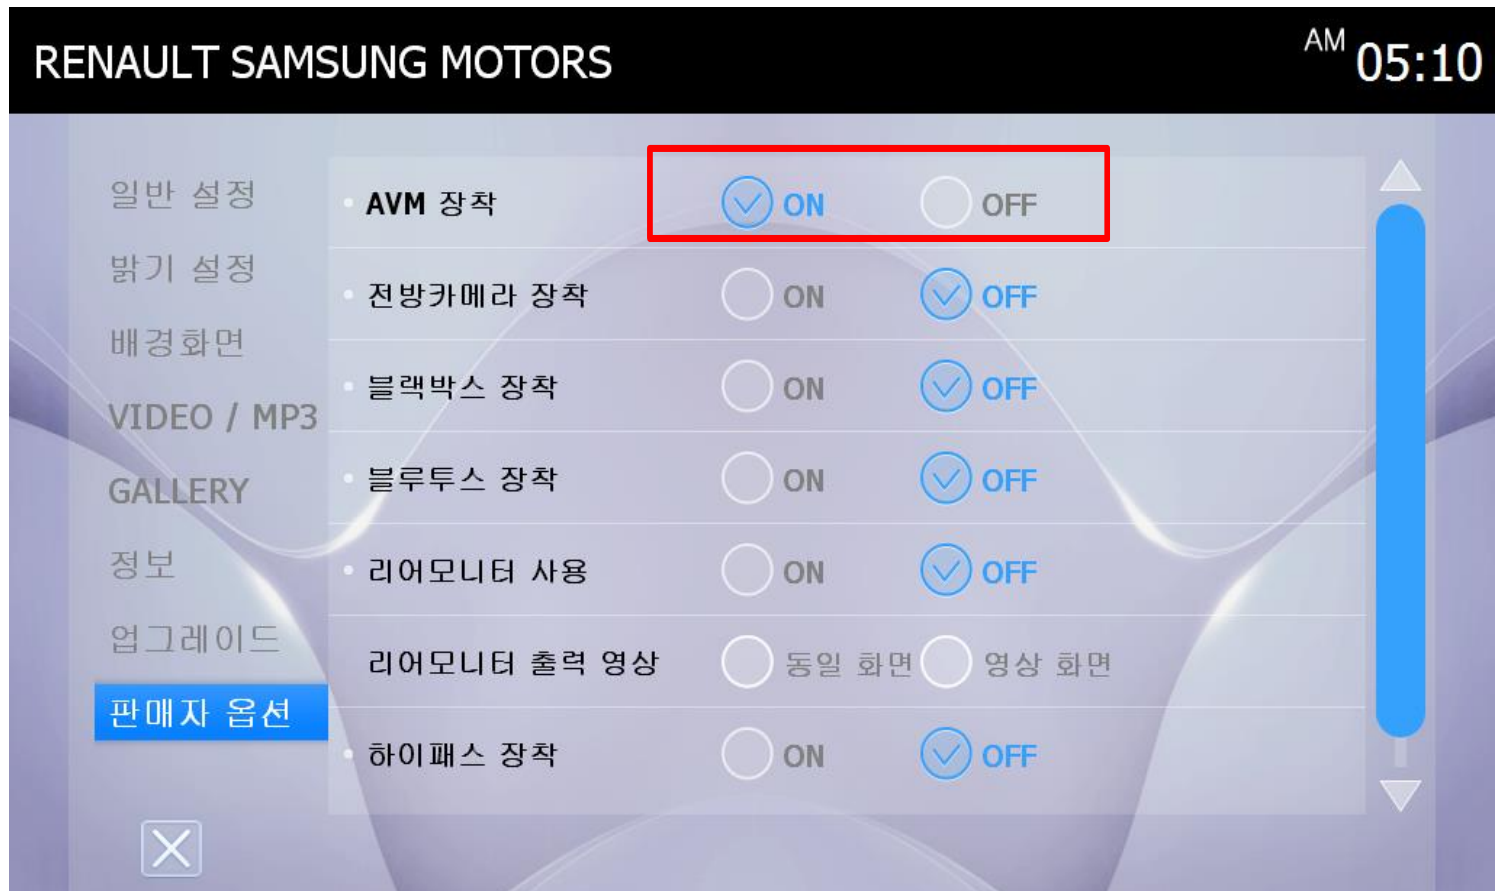 RENAULT SAMSUNG MOTORS
AM 05:10
일반 설정
밝기 설정
배경화면
VIDEO / MP3
GALLERY
정보
업그레이드
판매자 옵션
AVM 장착 ON OFF
전방카메라 장착 ON OFF
블랙박스 장착 ON OFF
블루투스 장착 ON OFF
리어모니터 사용 ON OFF
리어모니터 출력 영상 동일 화면 영상 화면
하이패스 장착 ON OFF